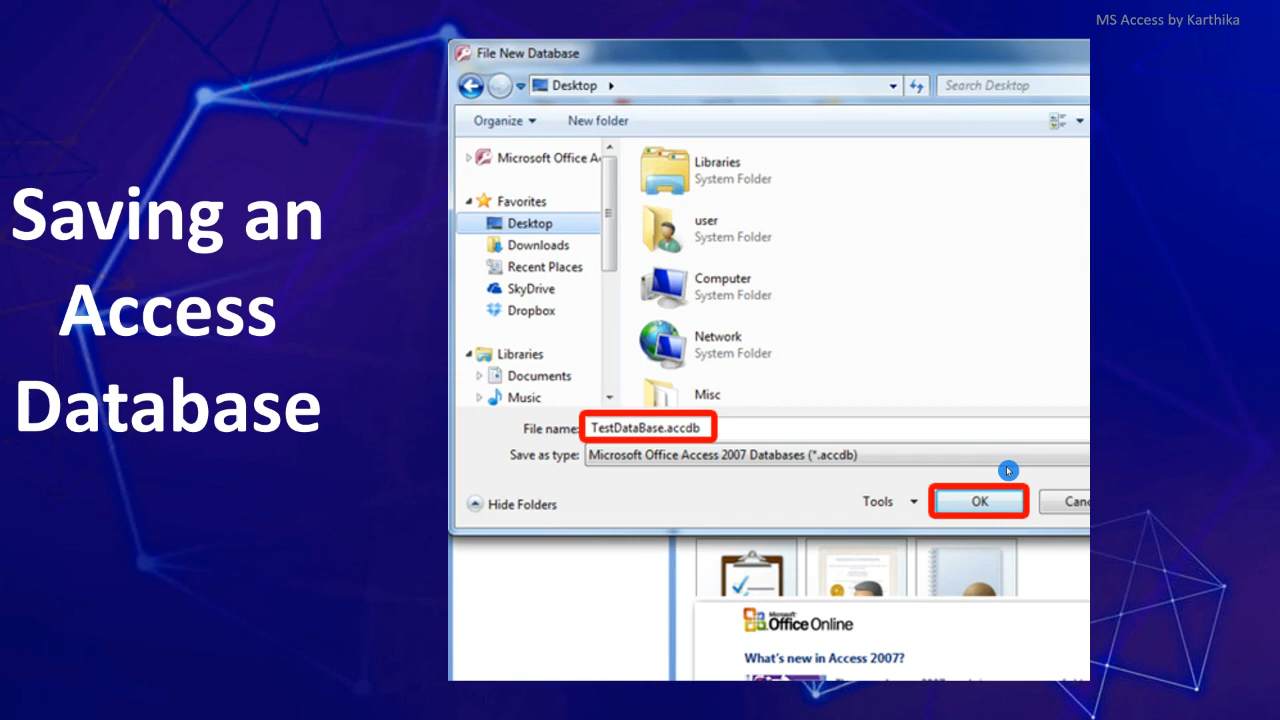 MS Access by Karthika
Saving an
Access
Database
File New Database
Desktop
Search Desktop
Organize
New folder
Microsoft Office A
Favorites
Desktop
Downloads
Recent Places
SkyDrive
Dropbox
Libraries
Documents
Music
Libraries
System Folder
user
System Folder
Computer
System Folder
Network
System Folder
Misc
File name: TestDataBase.accdb
Save as type: Microsoft Office Access 2007 Databases (*.accdb)
Hide Folders
Tools
OK
Canc
Microsoft
Office Online
What's new in Access 2007?